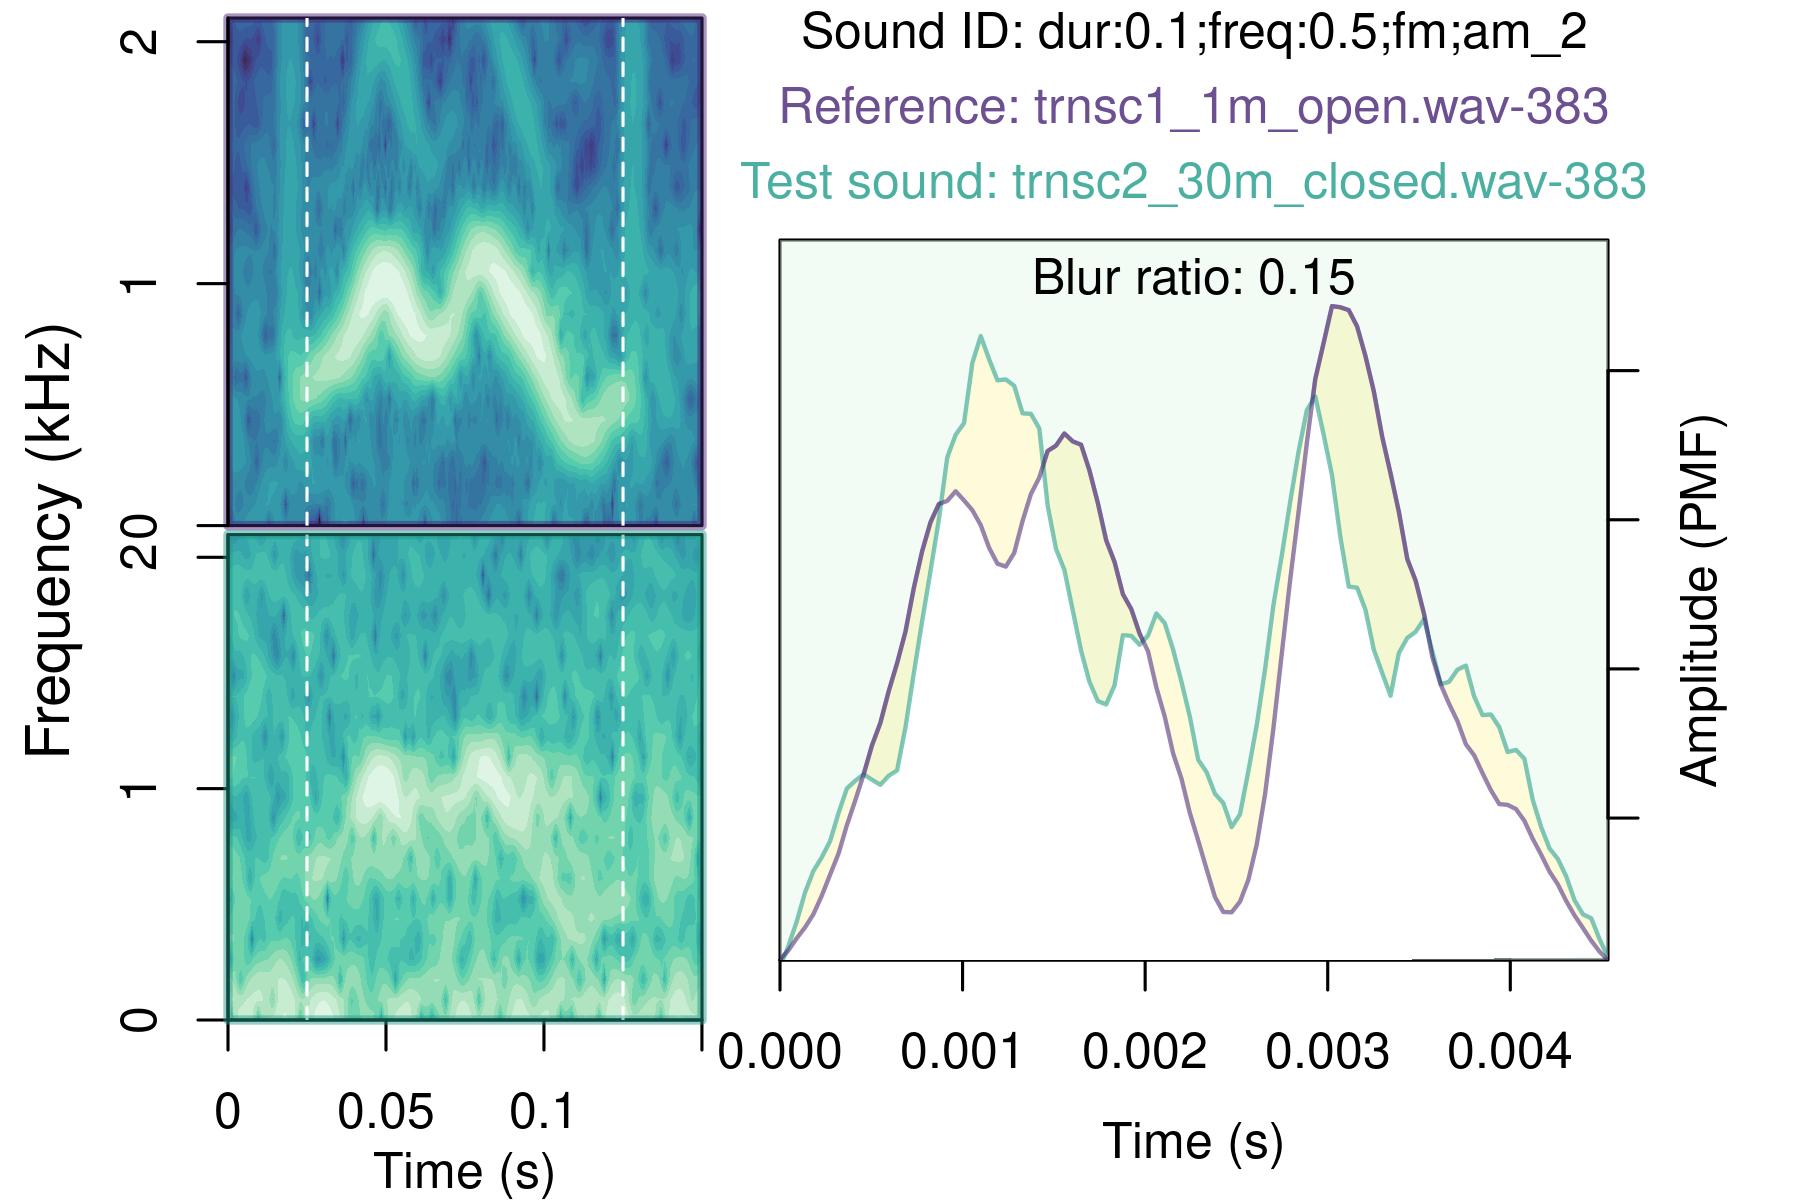 Sound ID: dur:0.1;freq:0.5;fm;am_2
Reference: trnsc1_1m_open.wav-383
Test sound: trnsc2_30m_closed.wav-383
Blur ratio: 0.15
Frequency (kHz)
2
1
0
2
1
0
0 0.05 0.1
Time (s)
0.000 0.001 0.002 0.003 0.004
Time (s)
Amplitude (PMF)